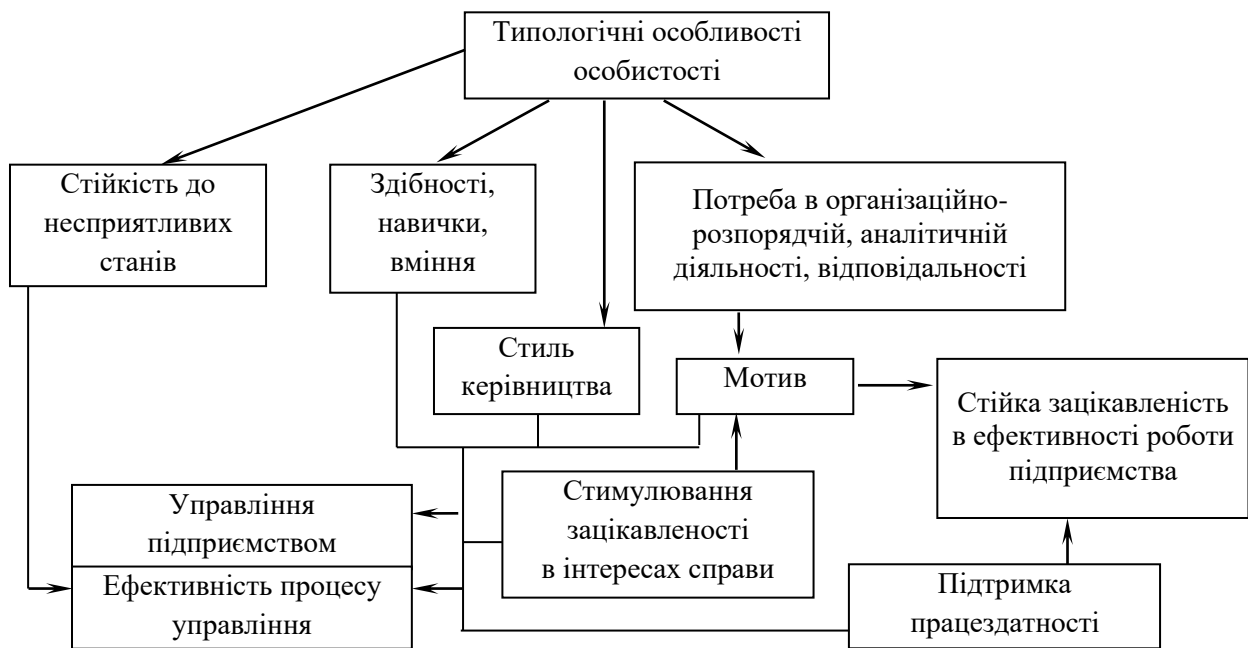 Типологічні особливості
особистості
Стійкість до
несприятливих
станів
Здібності,
навички,
вміння
Потреба в організаційно-
розпорядчій, аналітичній
діяльності, відповідальності
Стиль
керівництва
Мотив
Стійка зацікавленість
в ефективності роботи
підприємства
Управління
підприємством
Стимулювання
зацікавленості
в інтересах справи
Ефективність процесу
управління
Підтримка
працездатності